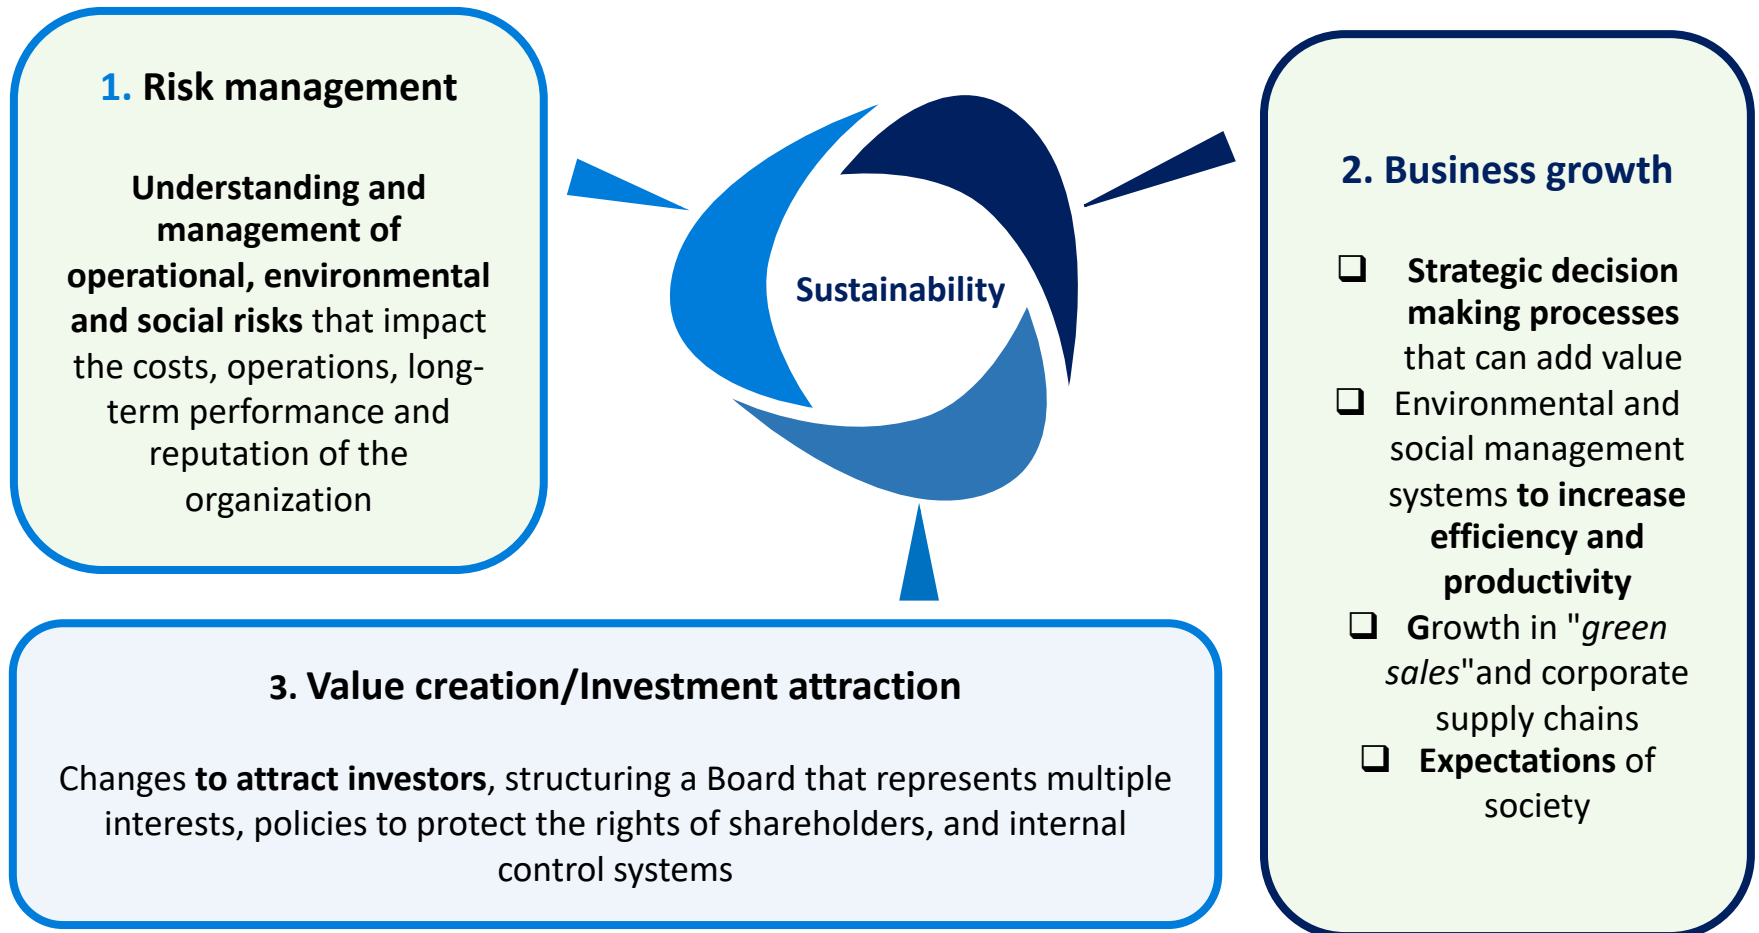 1. Risk management
Understanding and
management of
operational, environmental
and social risks that impact
the costs, operations, long-
term performance and
reputation of the
organization
Sustainability
2. Business growth
❑ Strategic decision
making processes
that can add value
❑ Environmental and
social management
systems to increase
efficiency and
productivity
❑ Growth in "green
sales"and corporate
supply chains
❑ Expectations of
society
3. Value creation/Investment attraction
Changes to attract investors, structuring a Board that represents multiple
interests, policies to protect the rights of shareholders, and internal
control systems